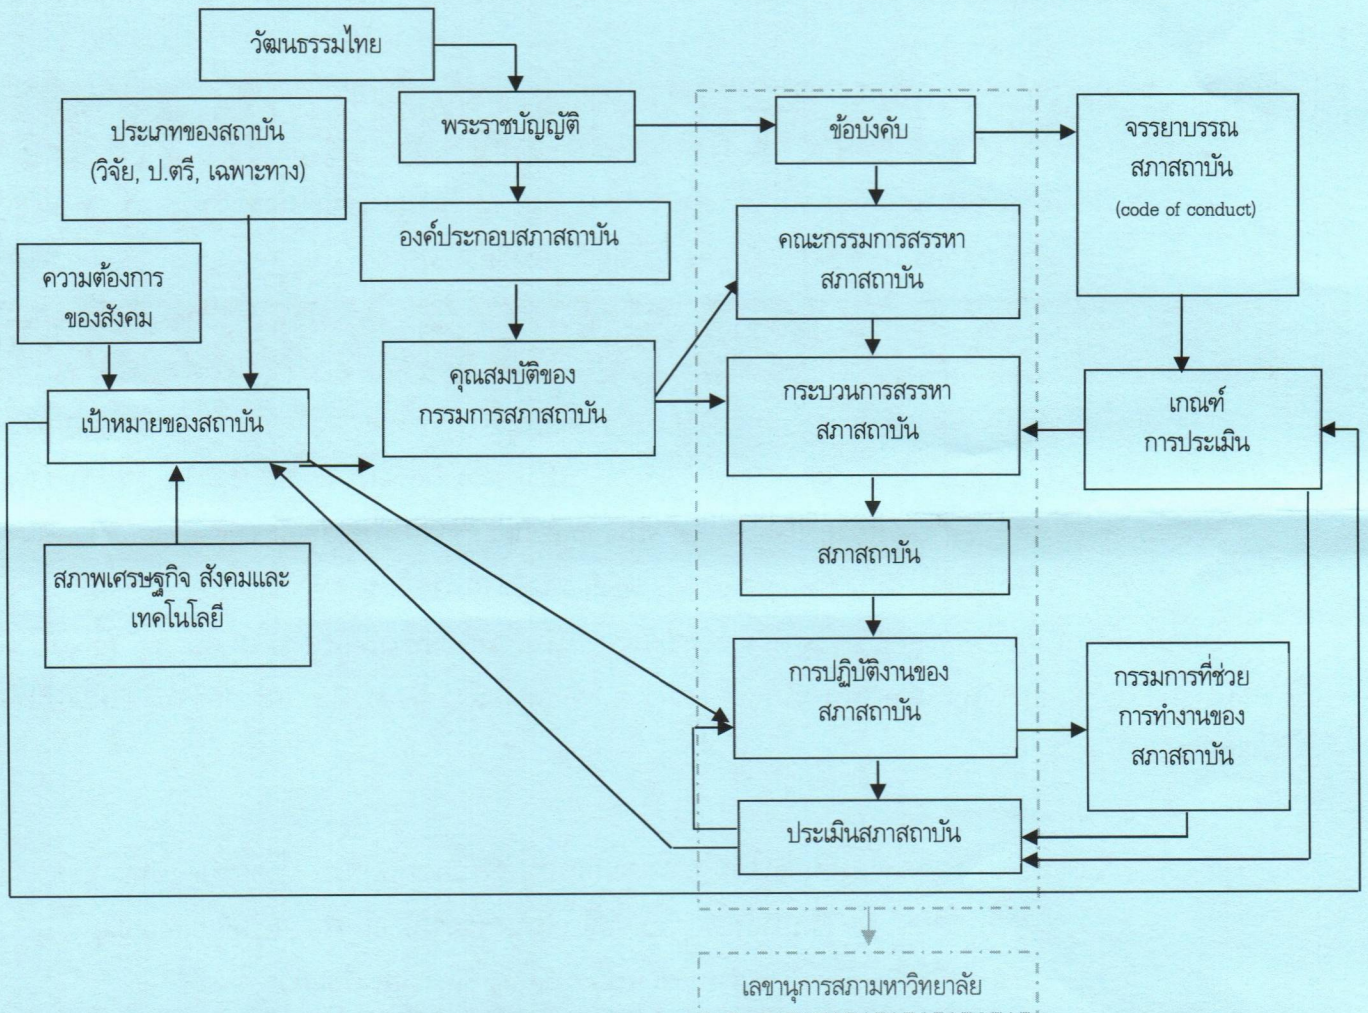 วัฒนธรรมไทย
ประเภทของสถาบัน
(วิจัย, ป.ตรี, เฉพาะทาง)
พระราชบัญญัติ
ข้อบังคับ
จรรยาบรรณ
สภาสถาบัน
(code of conduct)
องค์ประกอบสภาสถาบัน
คณะกรรมการสรรหา
สภาสถาบัน
ความต้องการ
ของสังคม
คุณสมบัติของ
กรรมการสภาสถาบัน
กระบวนการสรรหา
สภาสถาบัน
เกณฑ์
การประเมิน
เป้าหมายของสถาบัน
สภาพเศรษฐกิจ สังคมและ
เทคโนโลยี
สภาสถาบัน
การปฏิบัติงานของ
สภาสถาบัน
กรรมการที่ช่วย
การทำงานของ
สภาสถาบัน
ประเมินสภาสถาบัน
เลขานุการสภามหาวิทยาลัย